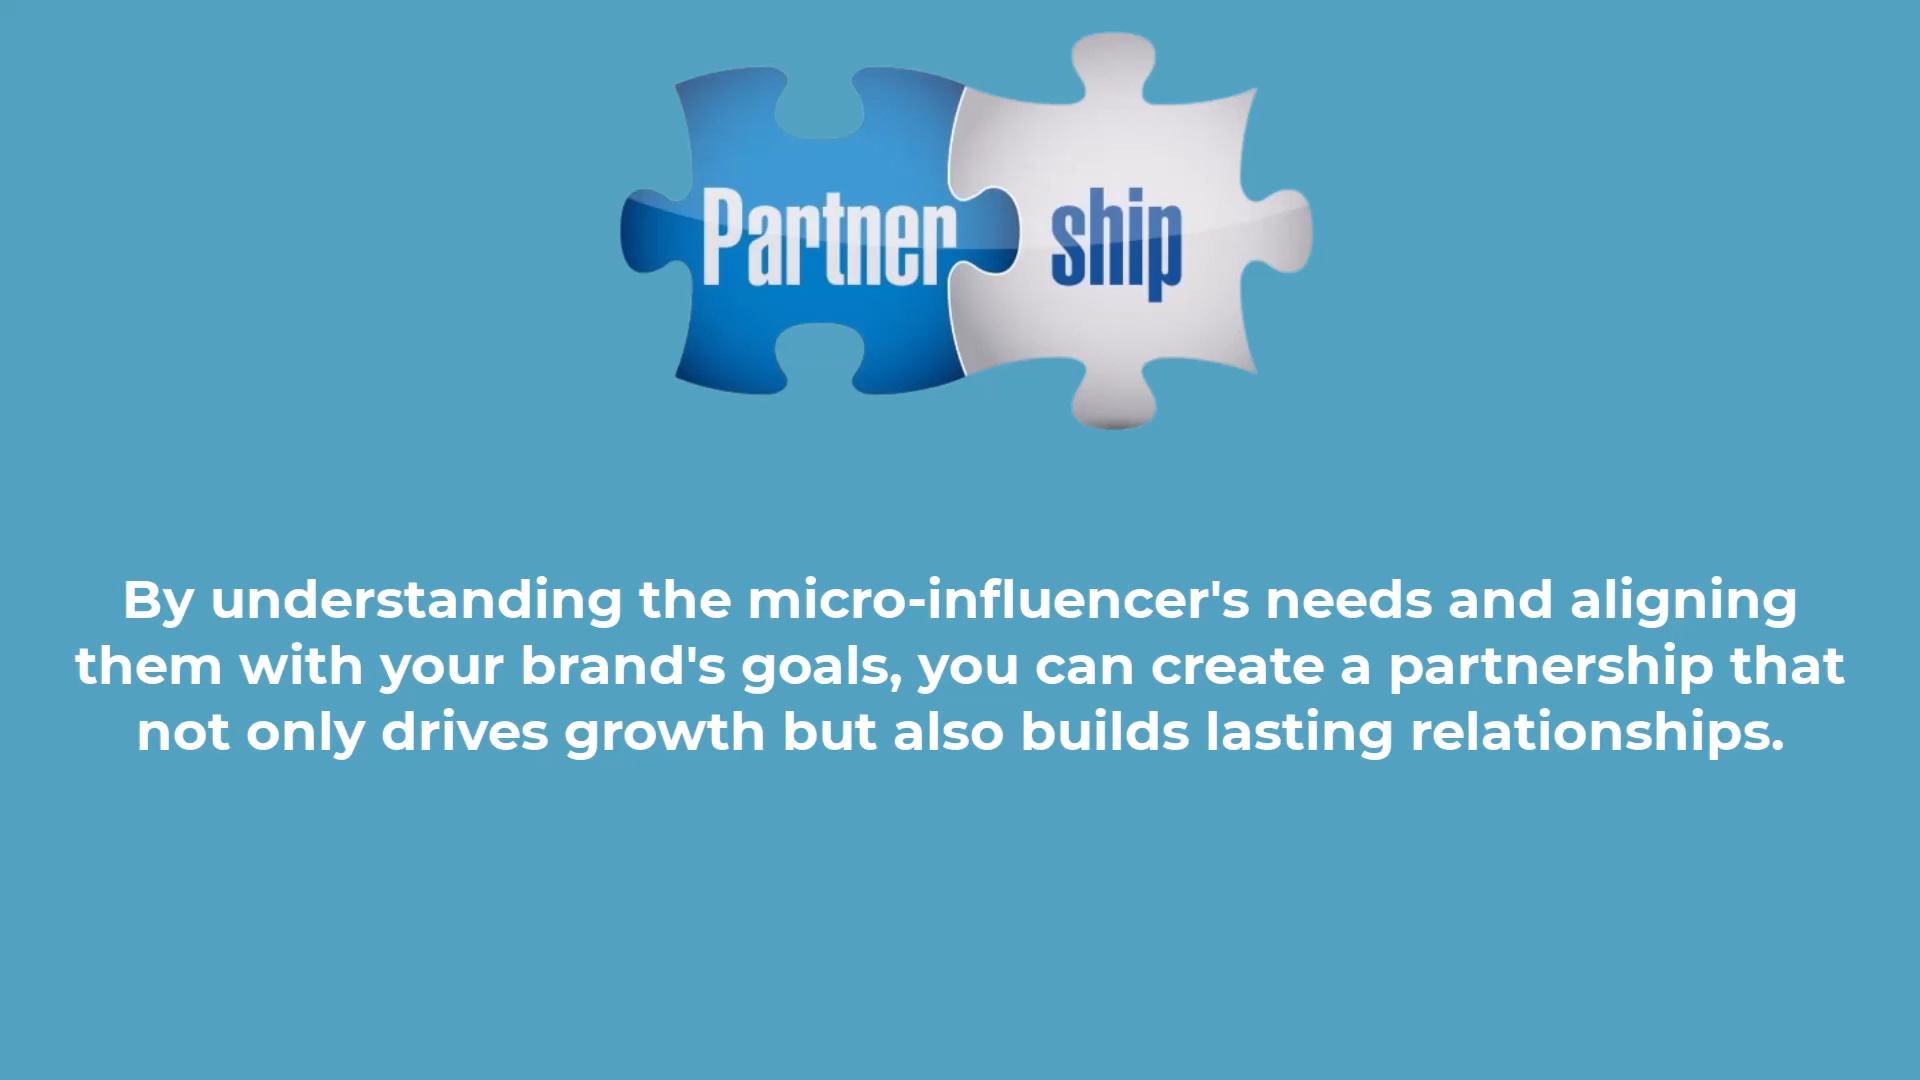 Partner ship
By understanding the micro-influencer's needs and aligning
them with your brand's goals, you can create a partnership that
not only drives growth but also builds lasting relationships.